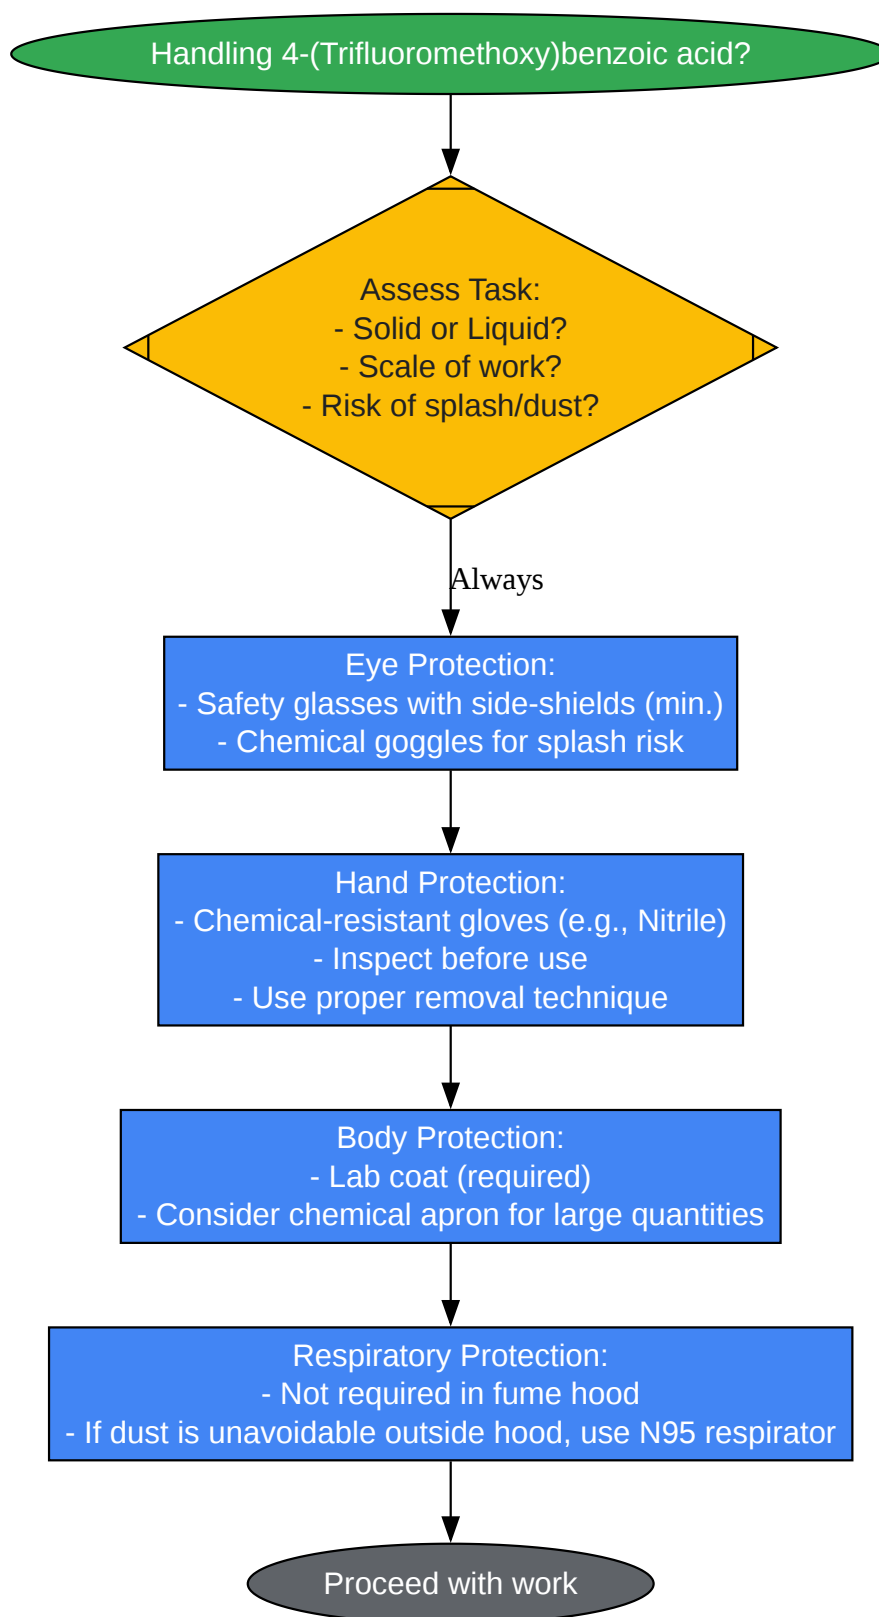 Handling 4-(Trifluoromethoxy)benzoic acid?
Assess Task:
- Solid or Liquid?
- Scale of work?
- Risk of splash/dust?
Always
Eye Protection:
- Safety glasses with side-shields (min.)
- Chemical goggles for splash risk
Hand Protection:
- Chemical-resistant gloves (e.g., Nitrile)
- Inspect before use
- Use proper removal technique
Body Protection:
- Lab coat (required)
- Consider chemical apron for large quantities
Respiratory Protection:
- Not required in fume hood
- If dust is unavoidable outside hood, use N95 respirator
Proceed with work